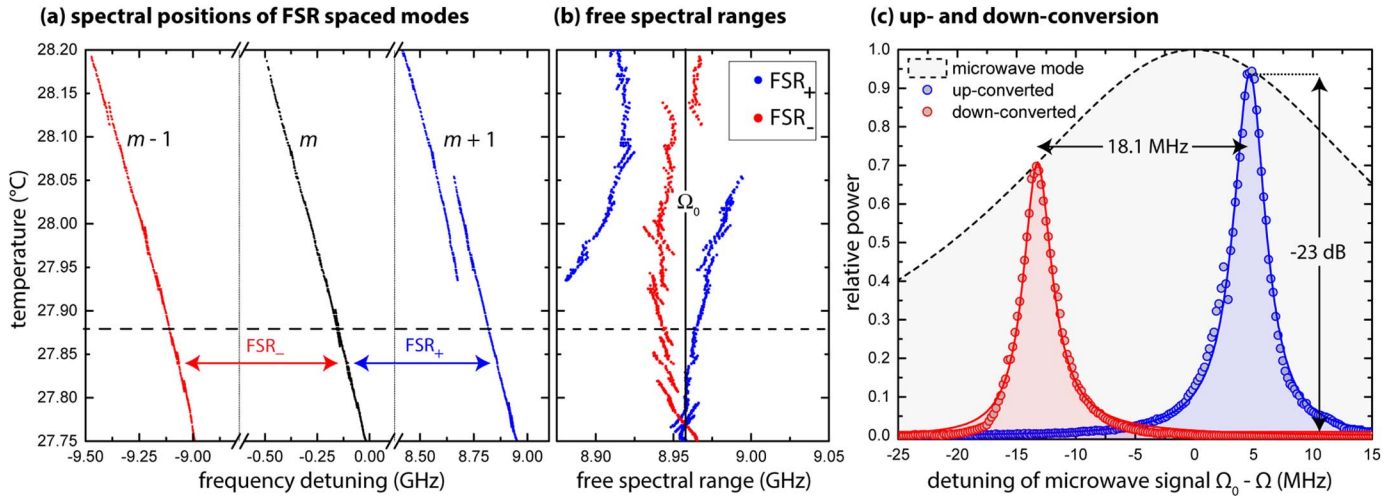 (a) spectral positions of FSR spaced modes
28.20
28.15
28.10
28.05
28.00
27.95
27.90
27.85
27.80
27.75
temperature (°C)
m - 1
m
m + 1
FSR_
FSR+
-9.50
-9.00
-0.50
0.00
8.50
9.00
frequency detuning (GHz)
(b) free spectral ranges
FSR+
FSR_
Ω0
8.90
8.95
9.00
9.05
free spectral range (GHz)
(c) up- and down-conversion
1.0
0.9
0.8
0.7
0.6
0.5
0.4
0.3
0.2
0.1
0.0
relative power
microwave mode
up-converted
down-converted
18.1 MHz
-23 dB
-25
-20
-15
-10
-5
0
5
10
15
detuning of microwave signal Ω0 - Ω (MHz)